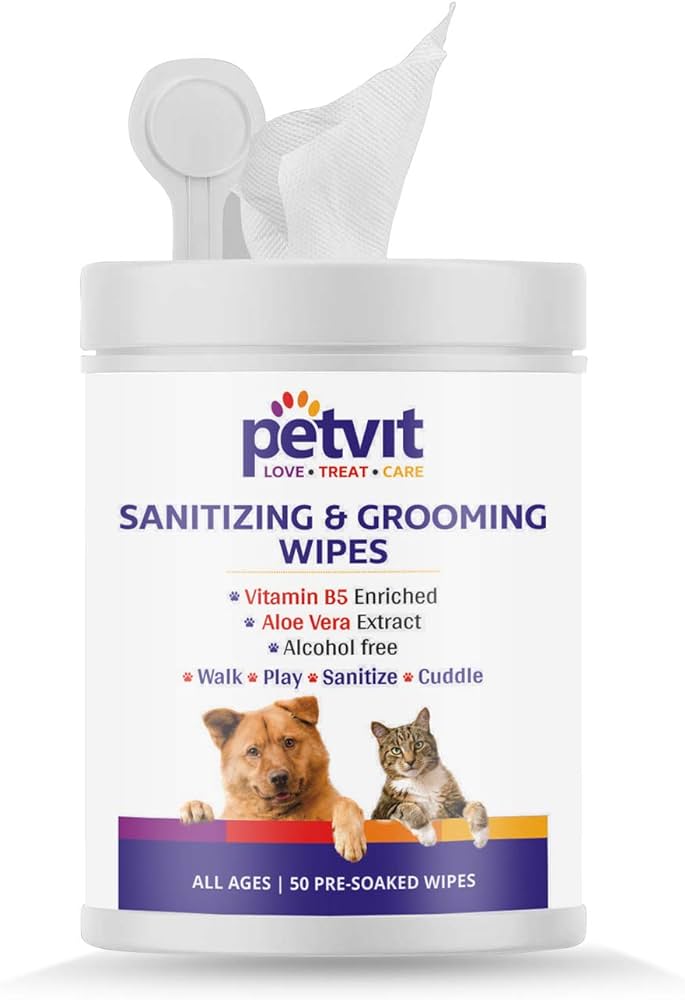 petvit
LOVE • TREAT • CARE
SANITIZING & GROOMING
WIPES
Vitamin B5 Enriched
Aloe Vera Extract
Alcohol free
Walk Play Sanitize Cuddle
ALL AGES | 50 PRE-SOAKED WIPES